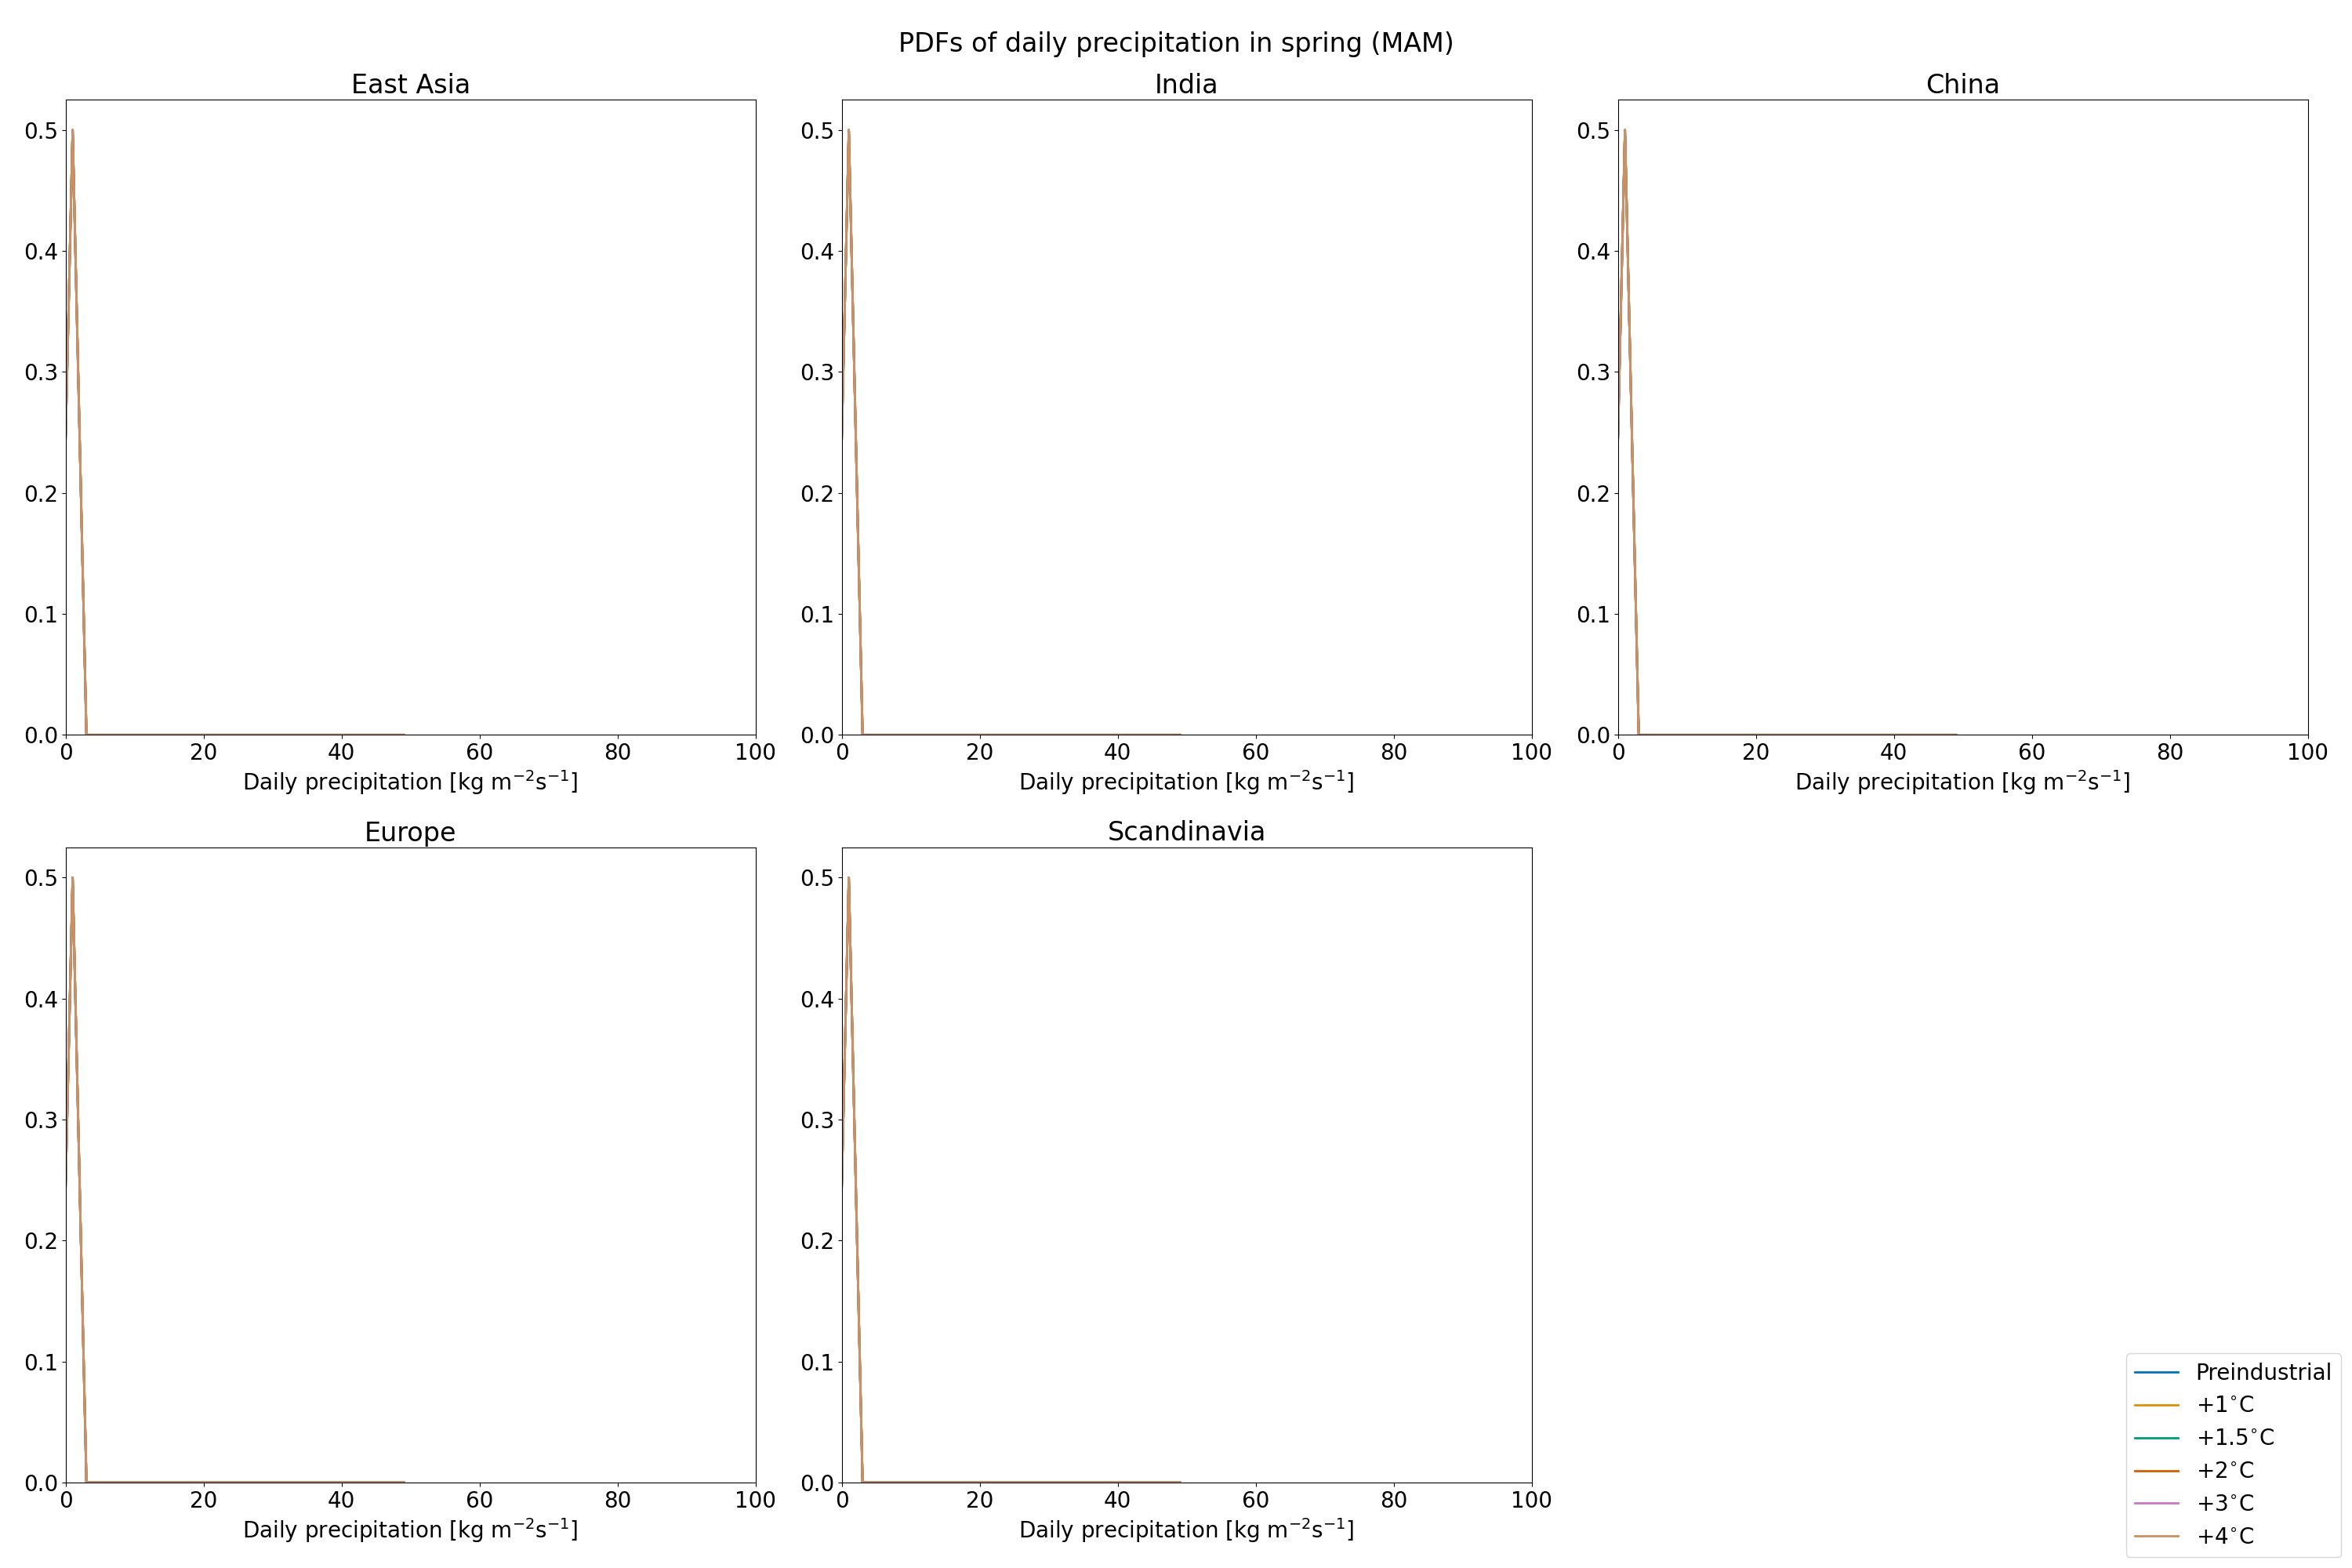 PDFs of daily precipitation in spring (MAM)
East Asia
India
China
0.5
0.4
0.3
0.2
0.1
0.0
0 20 40 60 80 100
Daily precipitation [kg m⁻²s⁻¹]
0.5
0.4
0.3
0.2
0.1
0.0
0 20 40 60 80 100
Daily precipitation [kg m⁻²s⁻¹]
0.5
0.4
0.3
0.2
0.1
0.0
0 20 40 60 80 100
Daily precipitation [kg m⁻²s⁻¹]
Europe
Scandinavia
0.5
0.4
0.3
0.2
0.1
0.0
0 20 40 60 80 100
Daily precipitation [kg m⁻²s⁻¹]
0.5
0.4
0.3
0.2
0.1
0.0
0 20 40 60 80 100
Daily precipitation [kg m⁻²s⁻¹]
Preindustrial
+1°C
+1.5°C
+2°C
+3°C
+4°C